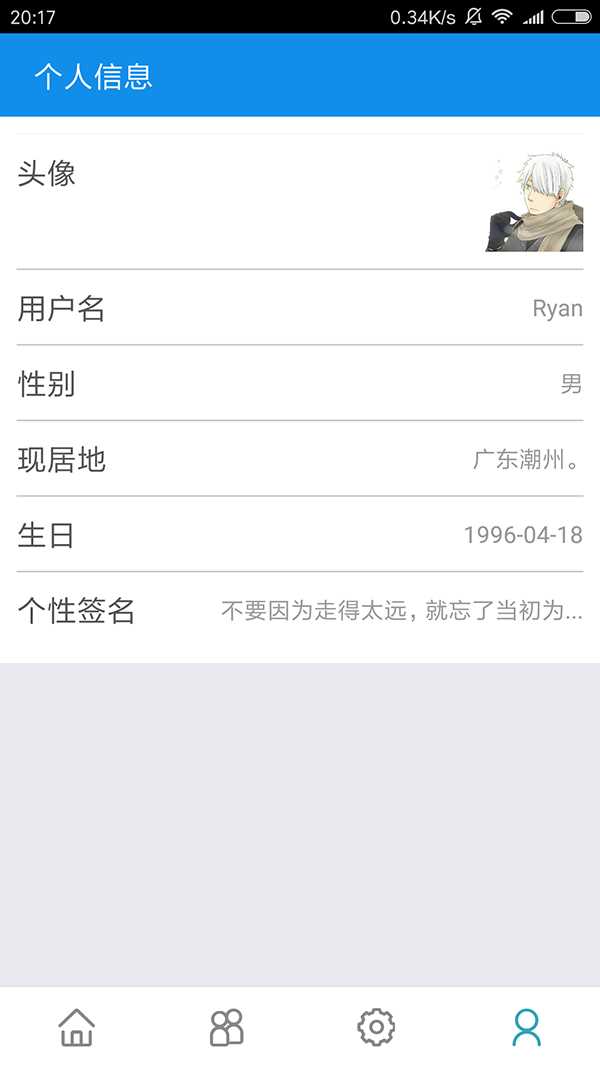 20:17
0.34K/s
个人信息
头像
用户名
Ryan
性别
男
现居地
广东潮州。
生日
1996-04-18
个性签名
不要因为走得太远，就忘了当初为...